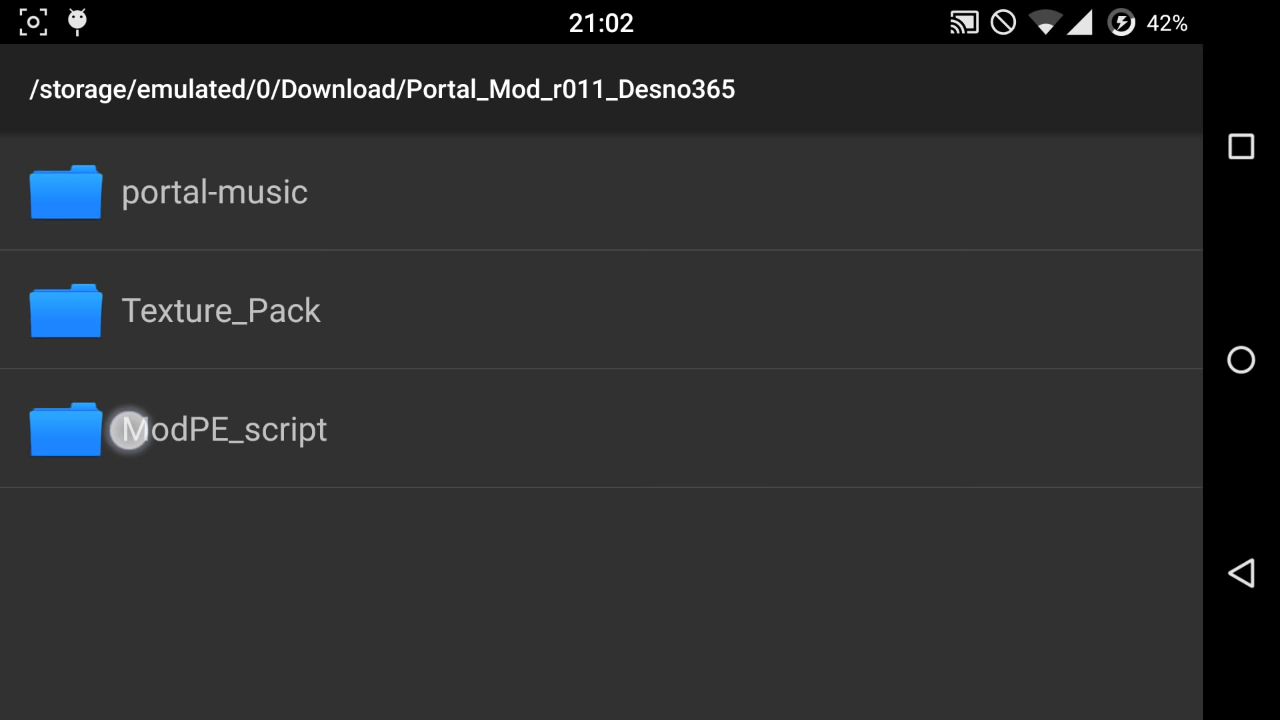 21:02
42%
/storage/emulated/0/Download/Portal_Mod_r011_Desno365
portal-music
Texture_Pack
ModPE_script